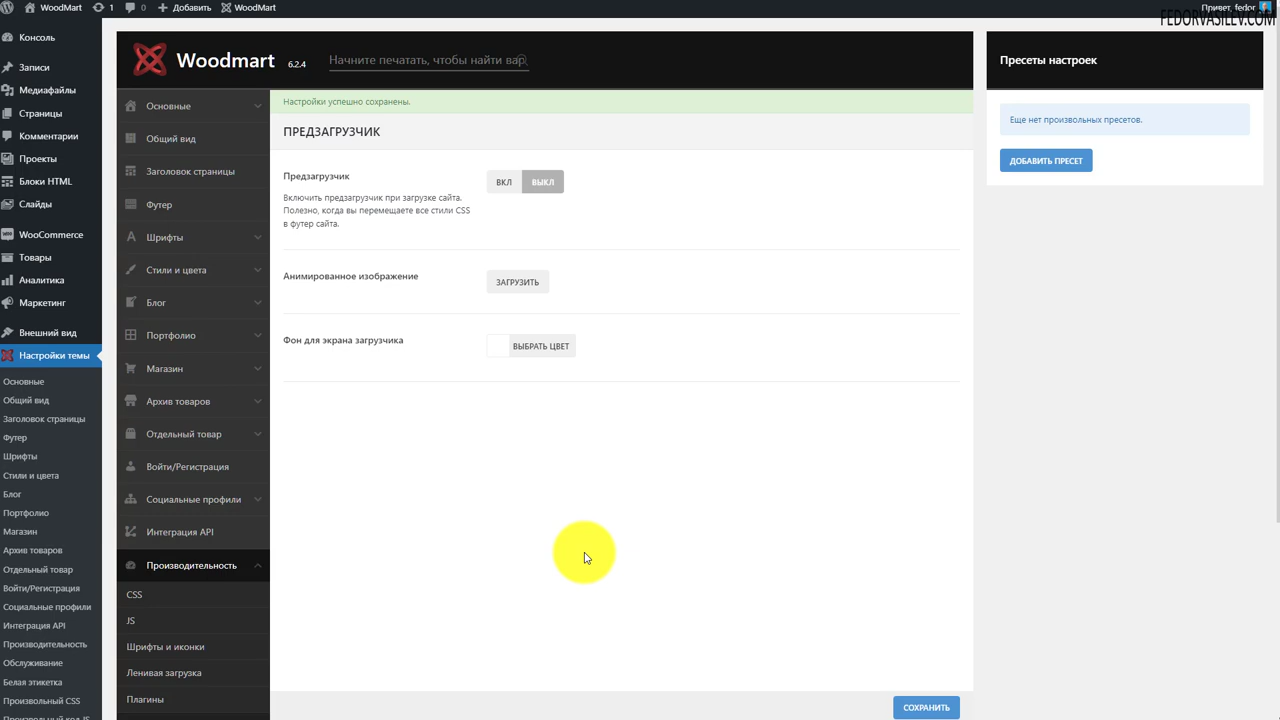 WoodMart
1
0
Добавить
Привет, fedor
FEDORVASILEV.COM
Консоль
Записи
Медиафайлы
Страницы
Комментарии
Проекты
Блоки HTML
Слайды
WooCommerce
Товары
Аналитика
Маркетинг
Внешний вид
Настройки темы
Основные
Общий вид
Заголовок страницы
Футер
Шрифты
Стили и цвета
Блог
Портфолио
Магазин
Архив товаров
Отдельный товар
Войти/Регистрация
Социальные профили
Интеграция API
Производительность
Обслуживание
Белая этикетка
Произвольный CSS
Произвольный код JS
Woodmart
6.2.4
Начните печатать, чтобы найти вар
Основные
Общий вид
Заголовок страницы
Футер
Шрифты
Стили и цвета
Блог
Портфолио
Магазин
Архив товаров
Отдельный товар
Войти/Регистрация
Социальные профили
Интеграция API
Производительность
CSS
JS
Шрифты и иконки
Ленивая загрузка
Плагины
Настройки успешно сохранены.
ПРЕДЗАГРУЗЧИК
Предзагрузчик
ВКЛ
ВЫКЛ
Включить предзагрузчик при загрузке сайта.
Полезно, когда вы перемещаете все стили CSS
в футер сайта.
Анимированное изображение
ЗАГРУЗИТЬ
Фон для экрана загрузчика
ВЫБРАТЬ ЦВЕТ
СОХРАНИТЬ
Пресеты настроек
Еще нет произвольных пресетов.
ДОБАВИТЬ ПРЕСЕТ